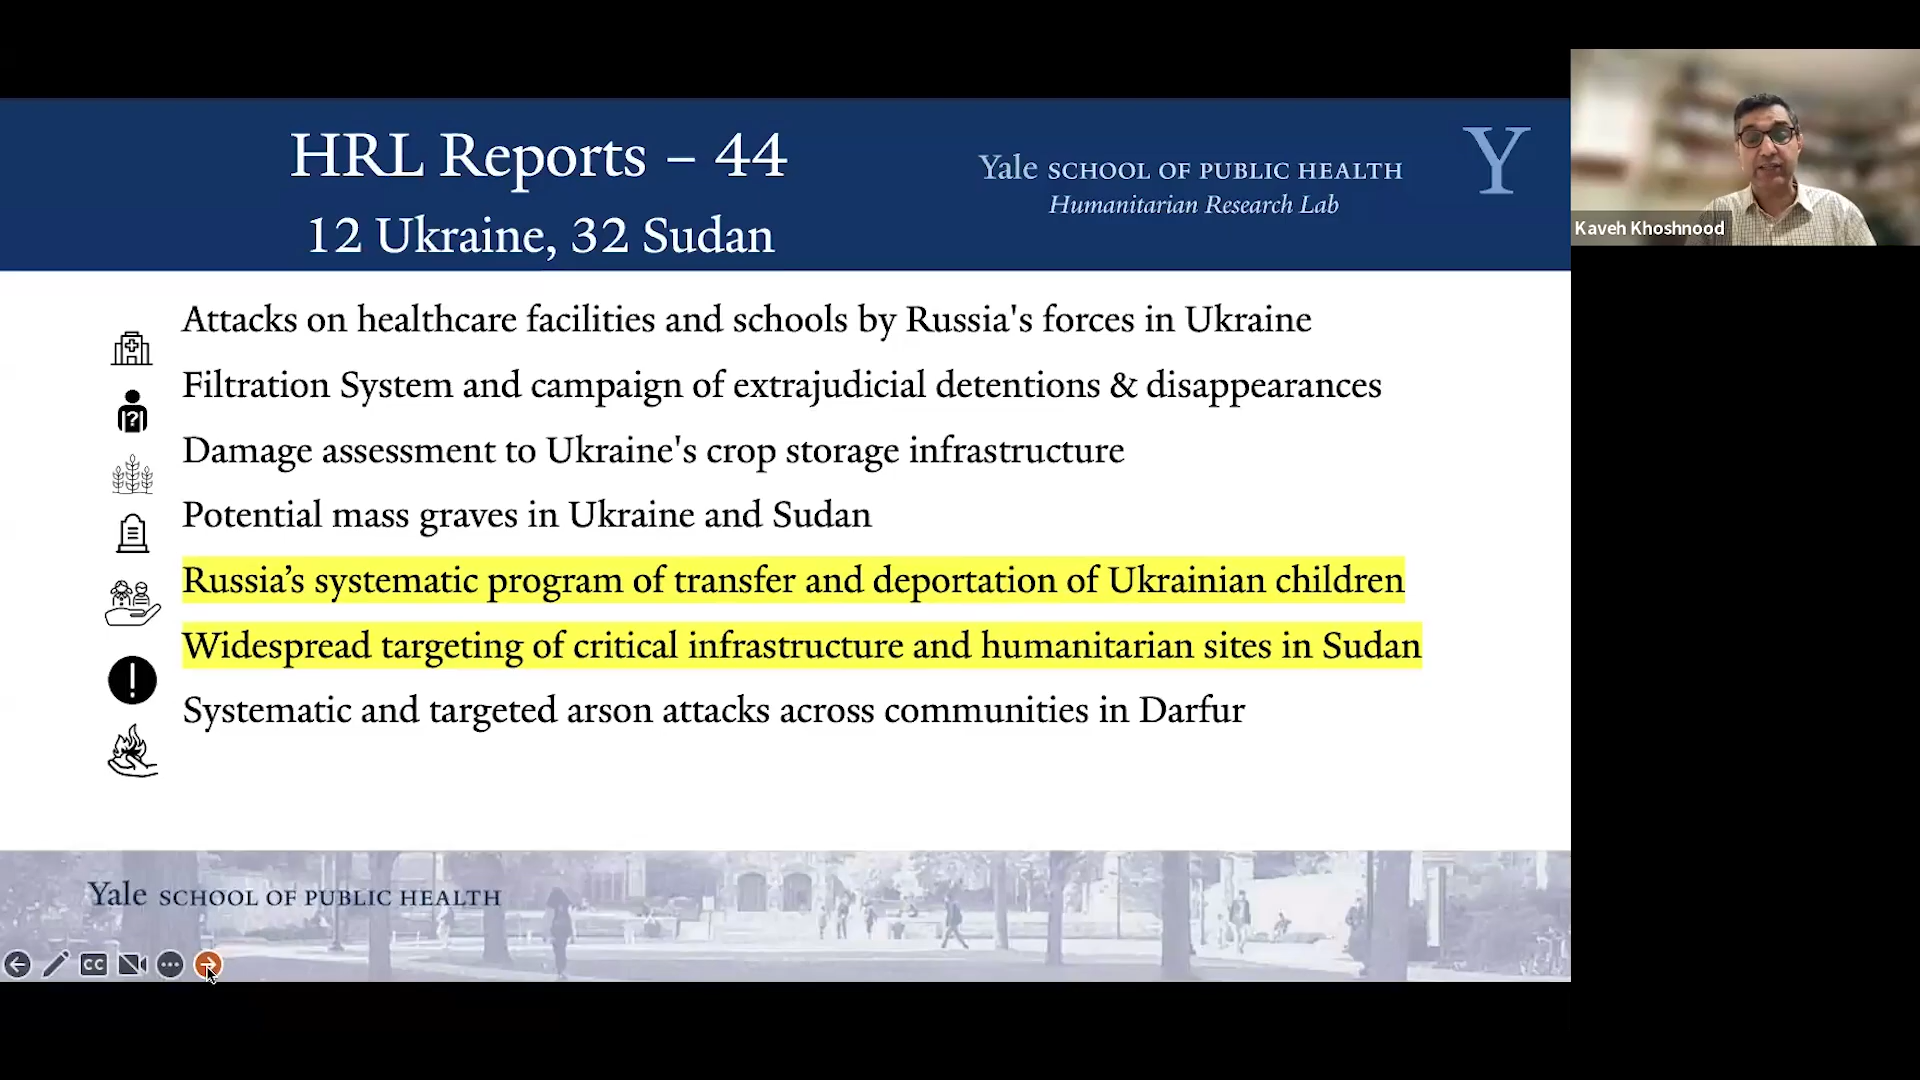 HRL Reports – 44
12 Ukraine, 32 Sudan
Yale SCHOOL OF PUBLIC HEALTH
Humanitarian Research Lab
Y
Kaveh Khoshnood
Attacks on healthcare facilities and schools by Russia's forces in Ukraine
Filtration System and campaign of extrajudicial detentions & disappearances
Damage assessment to Ukraine's crop storage infrastructure
Potential mass graves in Ukraine and Sudan
Russia’s systematic program of transfer and deportation of Ukrainian children
Widespread targeting of critical infrastructure and humanitarian sites in Sudan
Systematic and targeted arson attacks across communities in Darfur
Yale SCHOOL OF PUBLIC HEALTH
CC